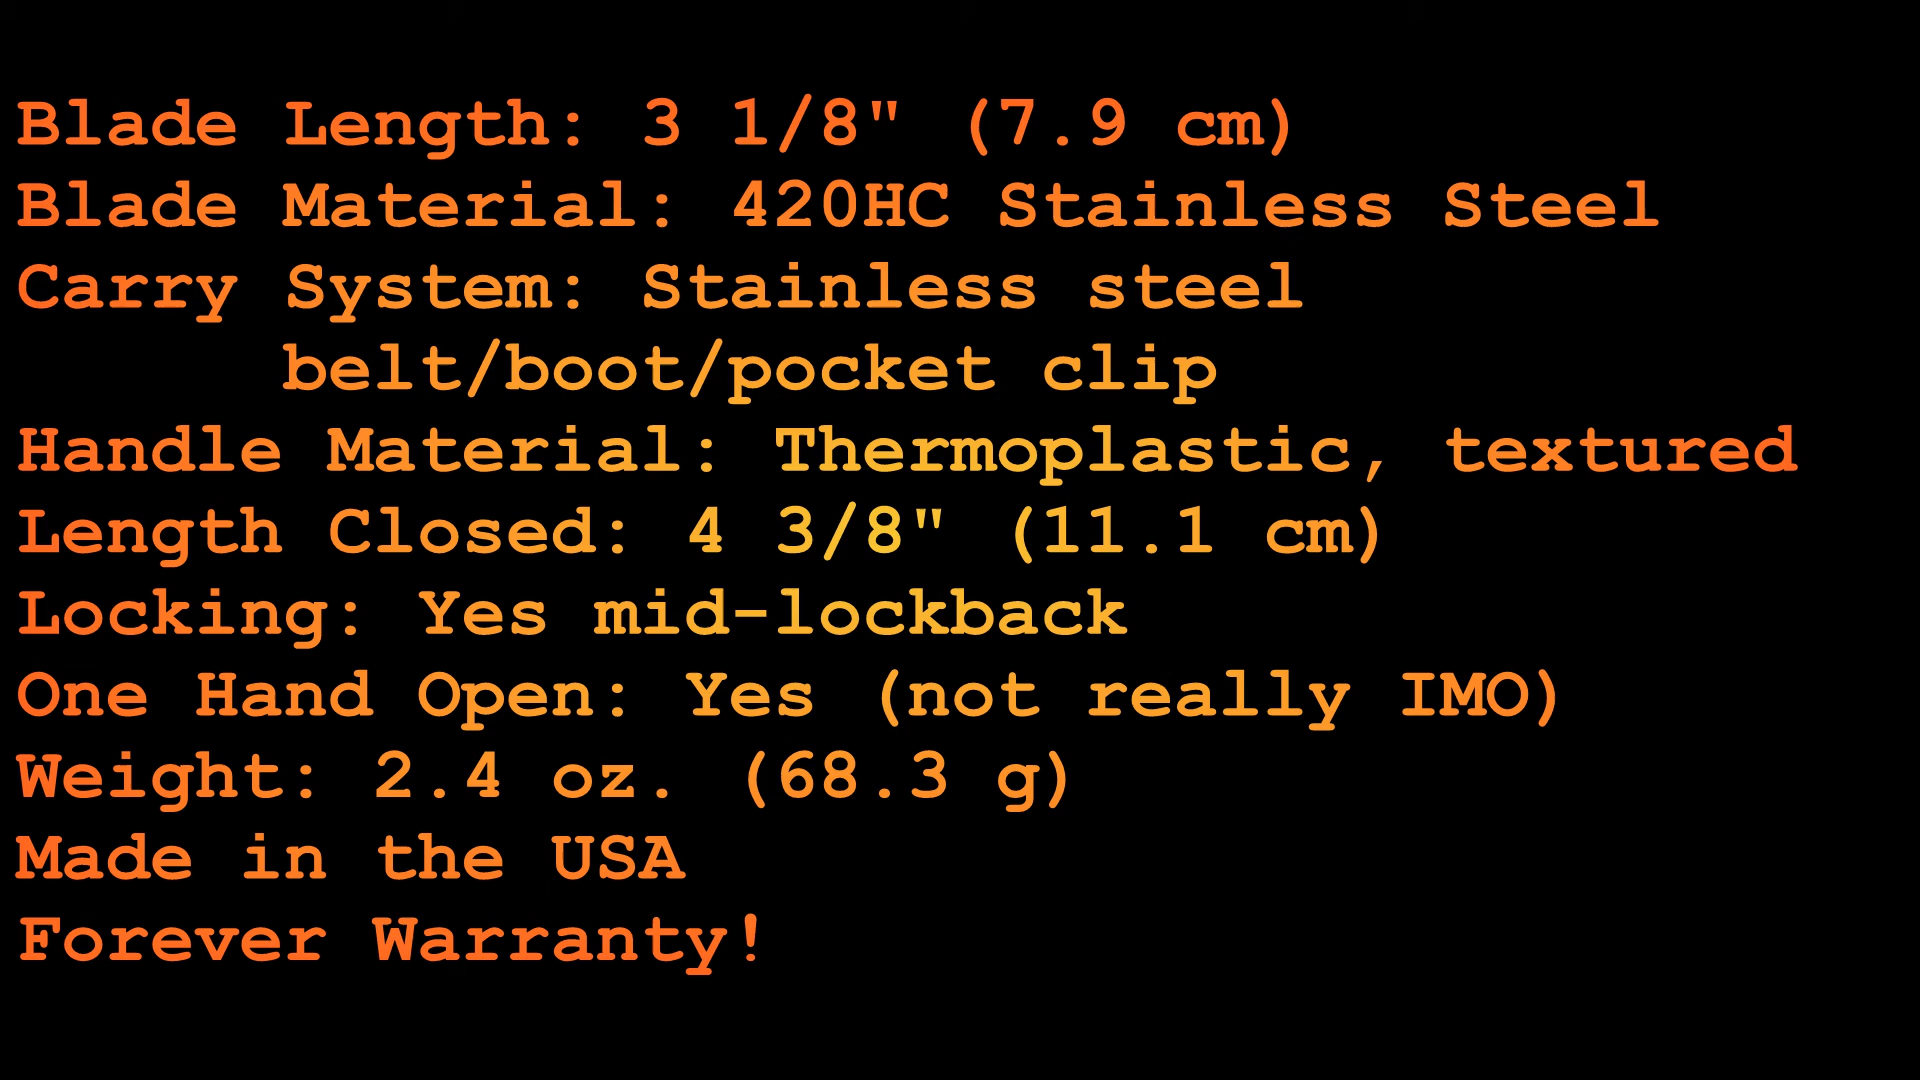 Blade Length: 3 1/8" (7.9 cm)
Blade Material: 420HC Stainless Steel
Carry System: Stainless steel
belt/boot/pocket clip
Handle Material: Thermoplastic, textured
Length Closed: 4 3/8" (11.1 cm)
Locking: Yes mid-lockback
One Hand Open: Yes (not really IMO)
Weight: 2.4 oz. (68.3 g)
Made in the USA
Forever Warranty!